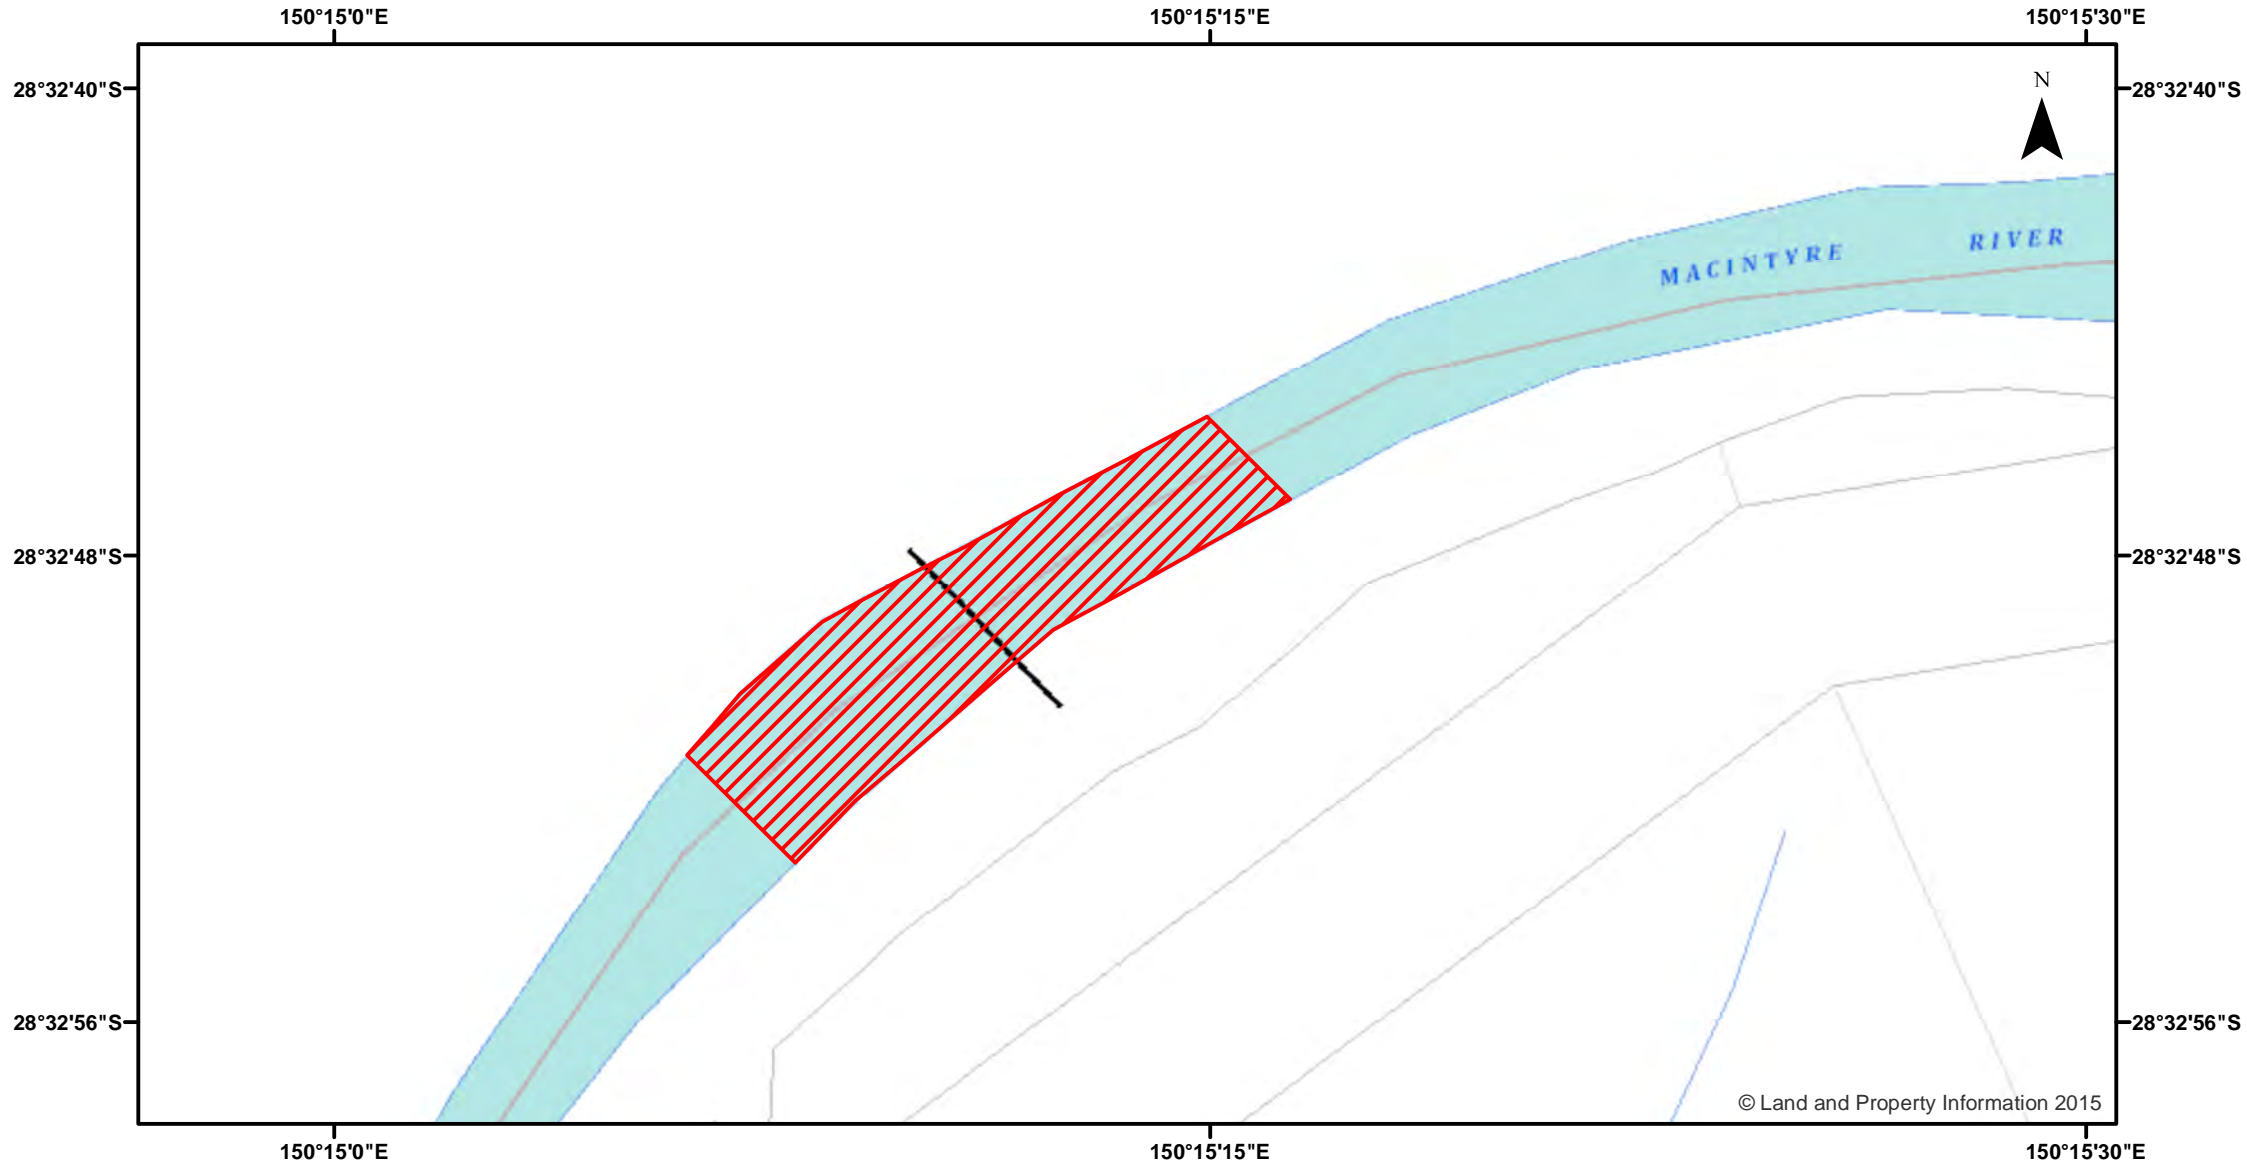 150°15'0"E
150°15'15"E
150°15'30"E
28°32'40"S
28°32'40"S
N
MACINTYRE RIVER
28°32'48"S
28°32'48"S
28°32'56"S
28°32'56"S
© Land and Property Information 2015
150°15'0"E
150°15'15"E
150°15'30"E